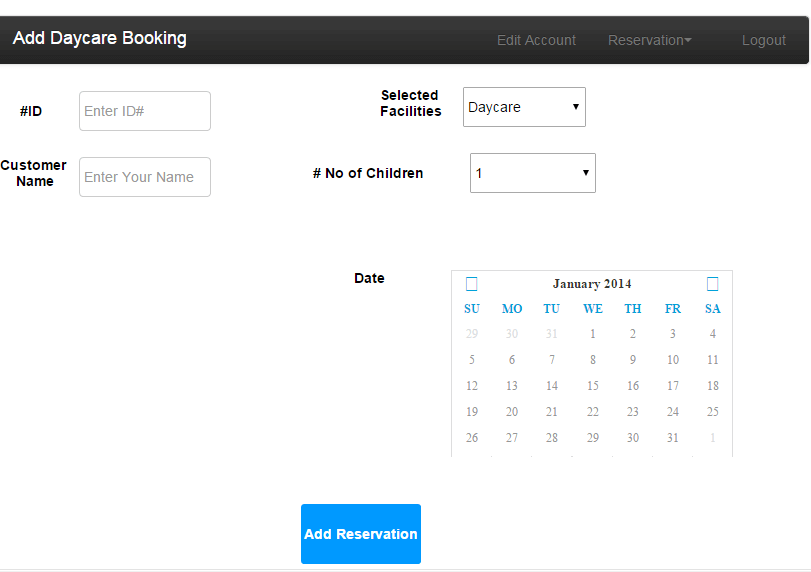 Add Daycare Booking
Edit Account
Reservation
Logout
#ID
Enter ID#
Selected
Facilities
Daycare
Customer
Name
Enter Your Name
# No of Children
1
Date
January 2014
SU MO TU WE TH FR SA
29 30 31 1 2 3 4
5 6 7 8 9 10 11
12 13 14 15 16 17 18
19 20 21 22 23 24 25
26 27 28 29 30 31 1
Add Reservation